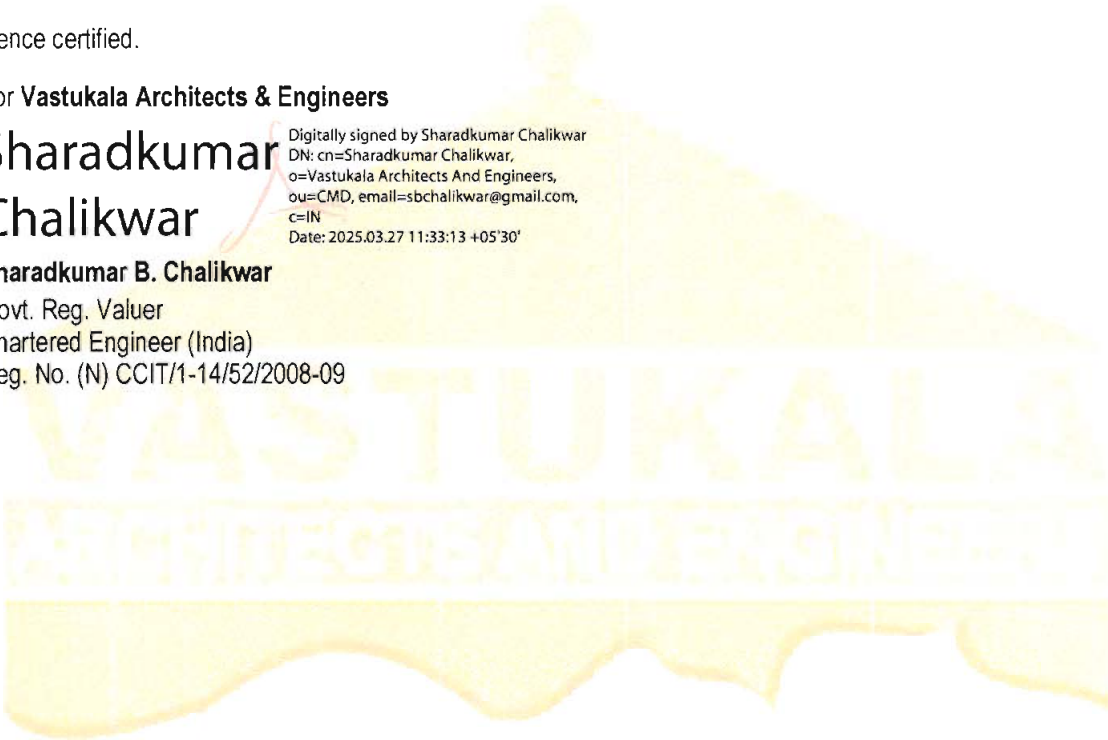 ence certified.
or Vastukala Architects & Engineers
Sharadkumar
Chalikwar
Digitally signed by Sharadkumar Chalikwar
DN: cn=Sharadkumar Chalikwar,
o=Vastukala Architects And Engineers,
ou=CMD, email=sbchalikwar@gmail.com,
c=IN
Date: 2025.03.27 11:33:13 +05'30'
haradkumar B. Chalikwar
ovt. Reg. Valuer
hartered Engineer (India)
eg. No. (N) CCIT/1-14/52/2008-09
VASTUKALA
ARCHITECTS AND ENGINEER